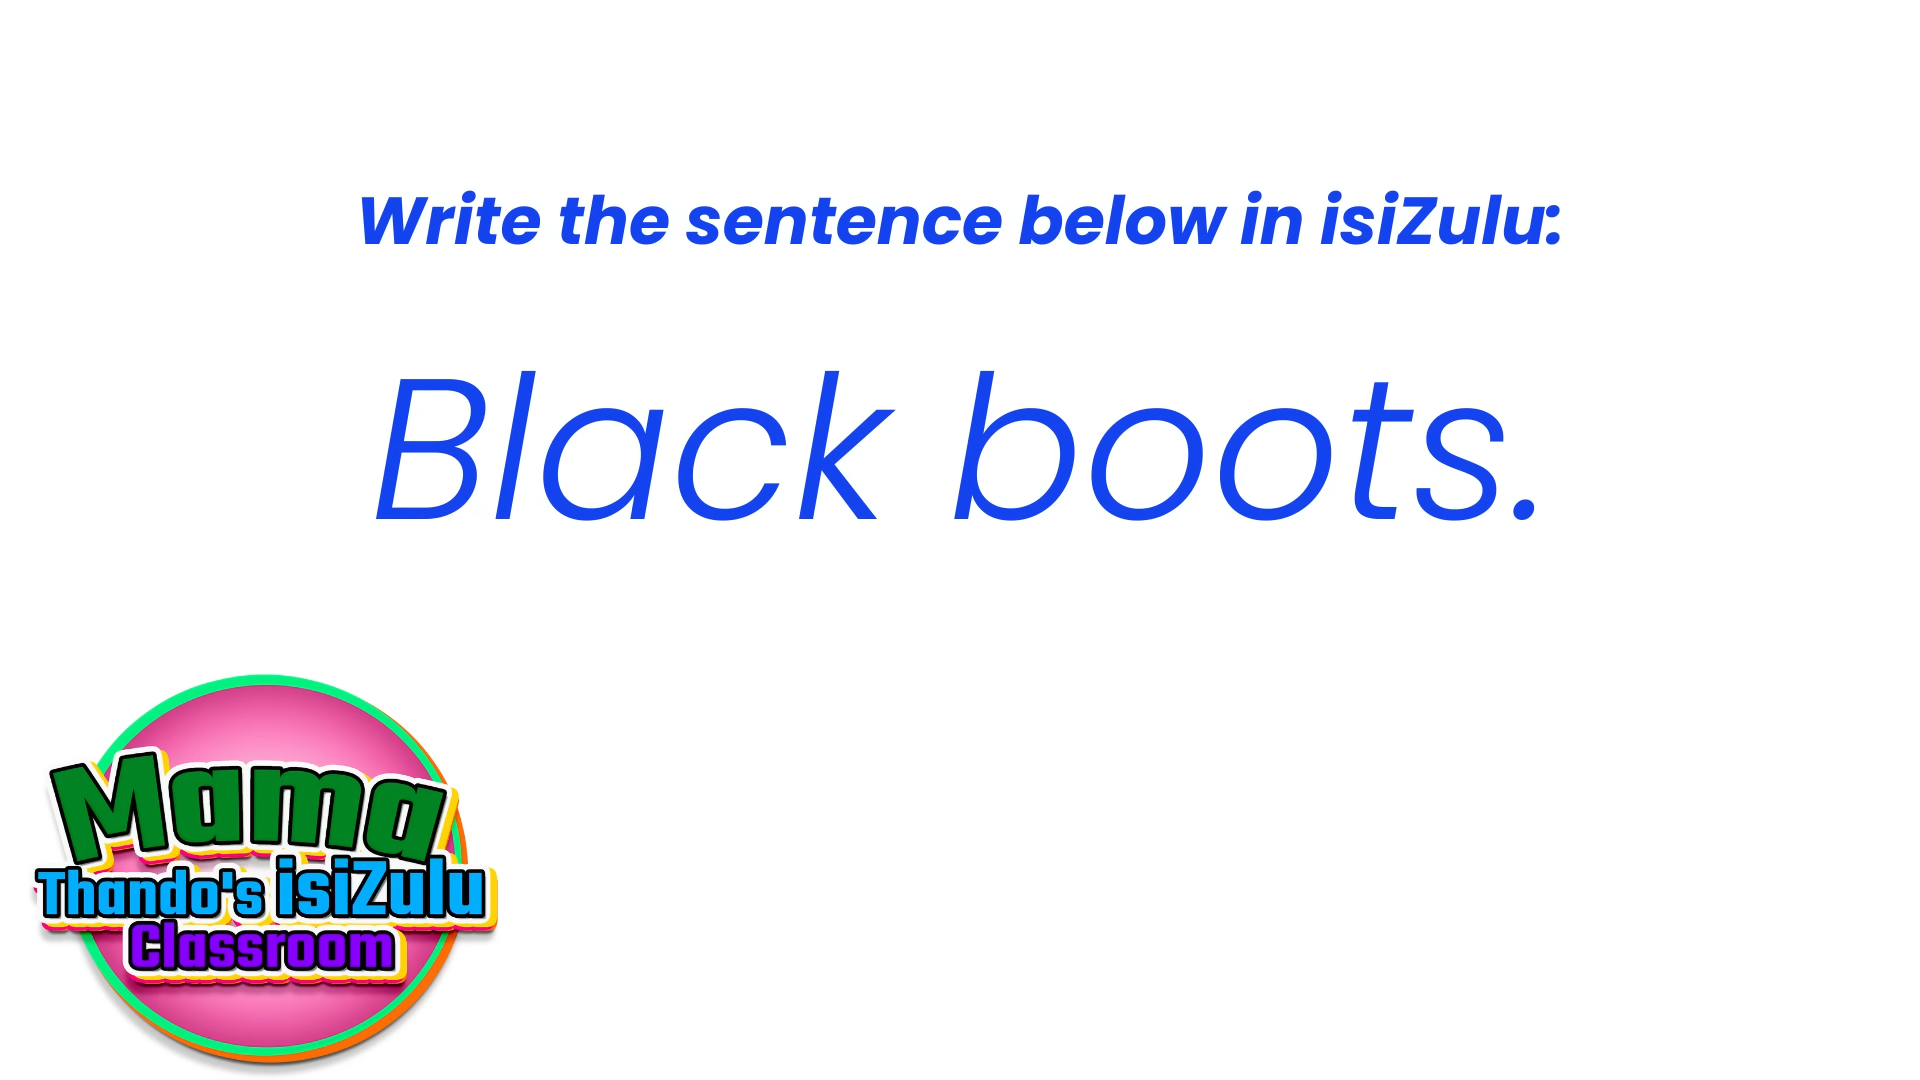 Write the sentence below in isiZulu:
Black boots.
Mama
Thando's isiZulu
Classroom